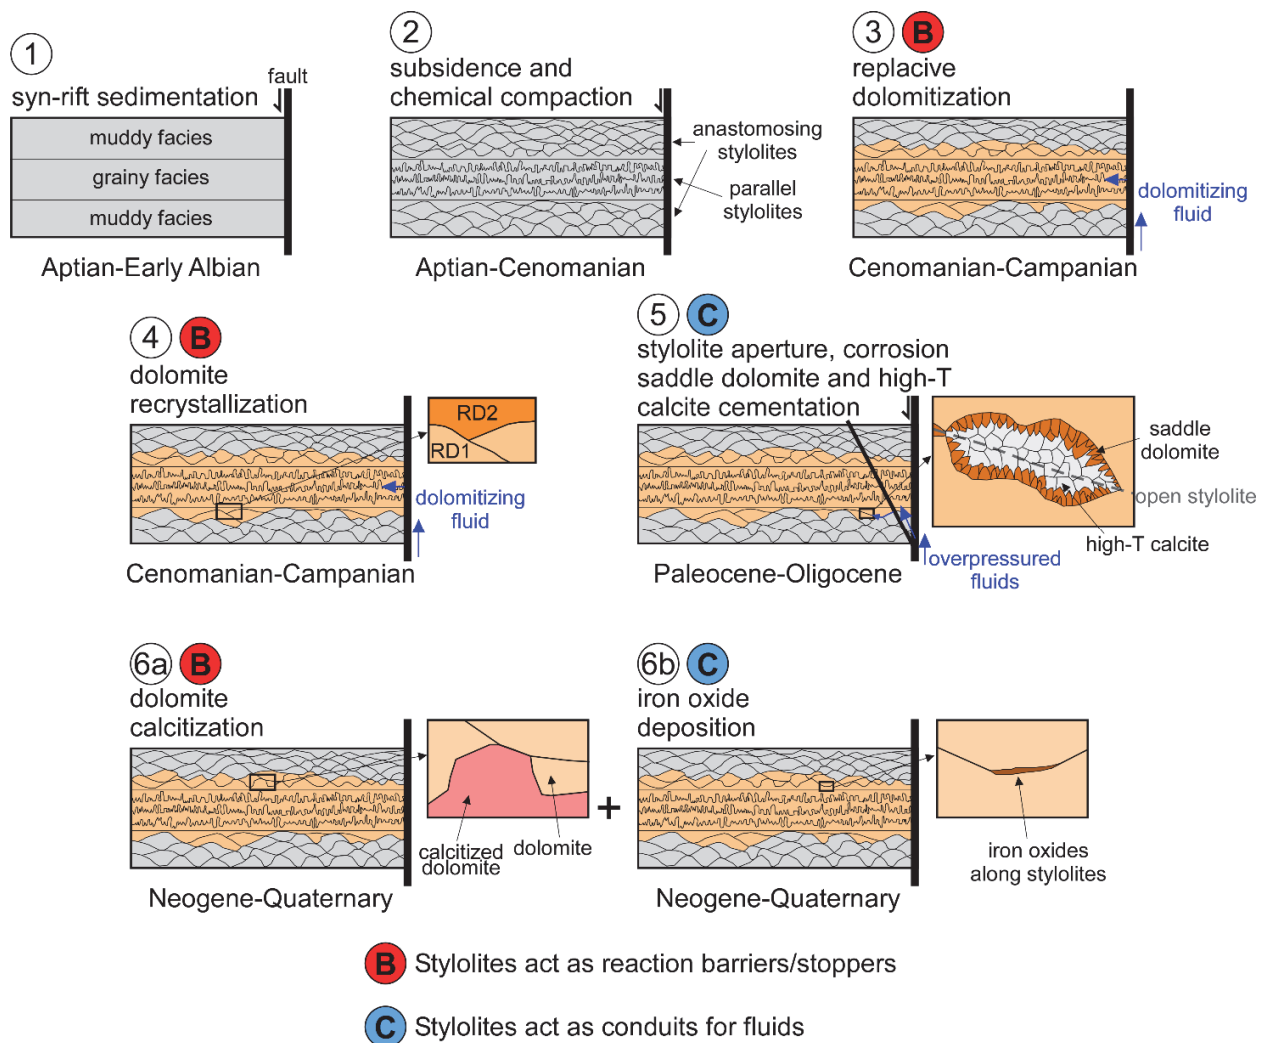 1
syn-rift sedimentation
fault
muddy facies
grainy facies
muddy facies
Aptian-Early Albian
2
subsidence and
chemical compaction
anastomosing
stylolites
parallel
stylolites
Aptian-Cenomanian
3 B
replacive
dolomitization
dolomitizing
fluid
Cenomanian-Campanian
4 B
dolomite
recrystallization
RD2
RD1
dolomitizing
fluid
Cenomanian-Campanian
5 C
stylolite aperture, corrosion
saddle dolomite and high-T
calcite cementation
saddle
dolomite
open stylolite
high-T calcite
overpressured
fluids
Paleocene-Oligocene
6a B
dolomite
calcitization
calcitized
dolomite
dolomite
Neogene-Quaternary
+
6b C
iron oxide
deposition
iron oxides
along stylolites
Neogene-Quaternary
B Stylolites act as reaction barriers/stoppers
C Stylolites act as conduits for fluids